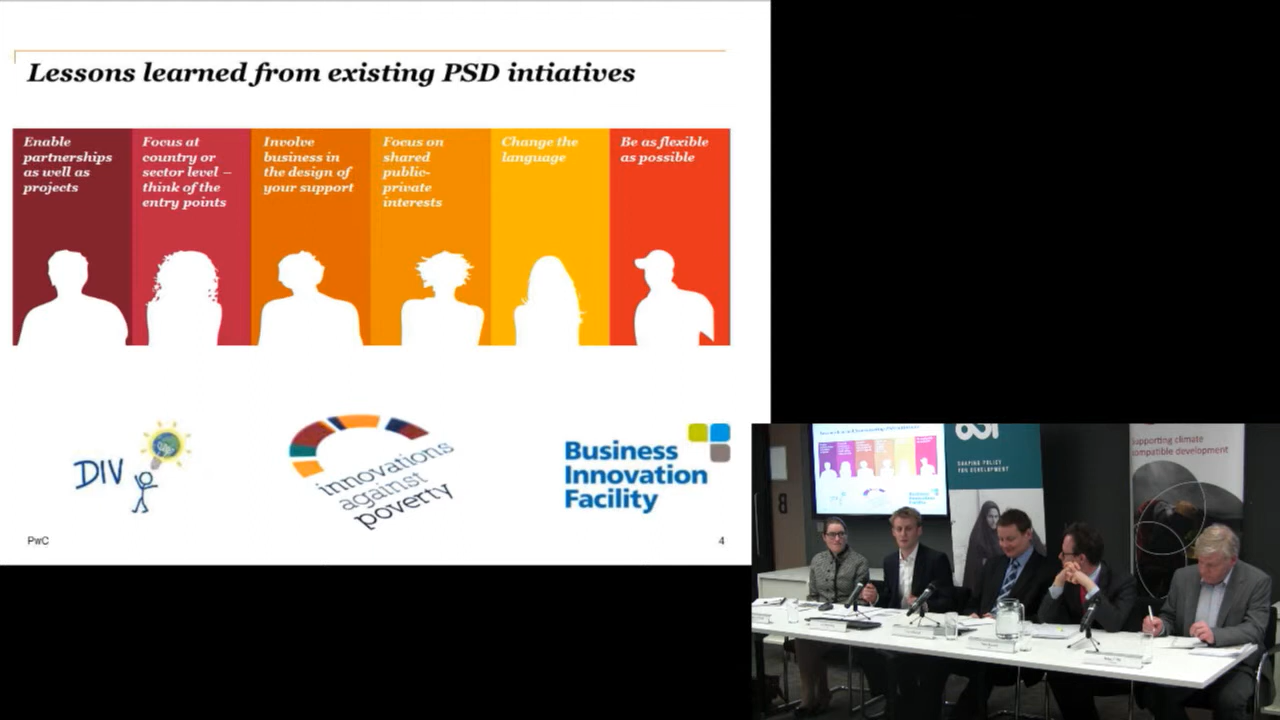 Lessons learned from existing PSD intiatives
Enable
partnerships
as well as
projects
Focus at
country or
sector level –
think of the
entry points
Involve
business in
the design of
your support
Focus on
shared
public-
private
interests
Change the
language
Be as flexible
as possible
DIV
innovations
against
poverty
Business
Innovation
Facility
PwC
4
SHAPING POLICY
FOR DEVELOPMENT
supporting climate
compatible development